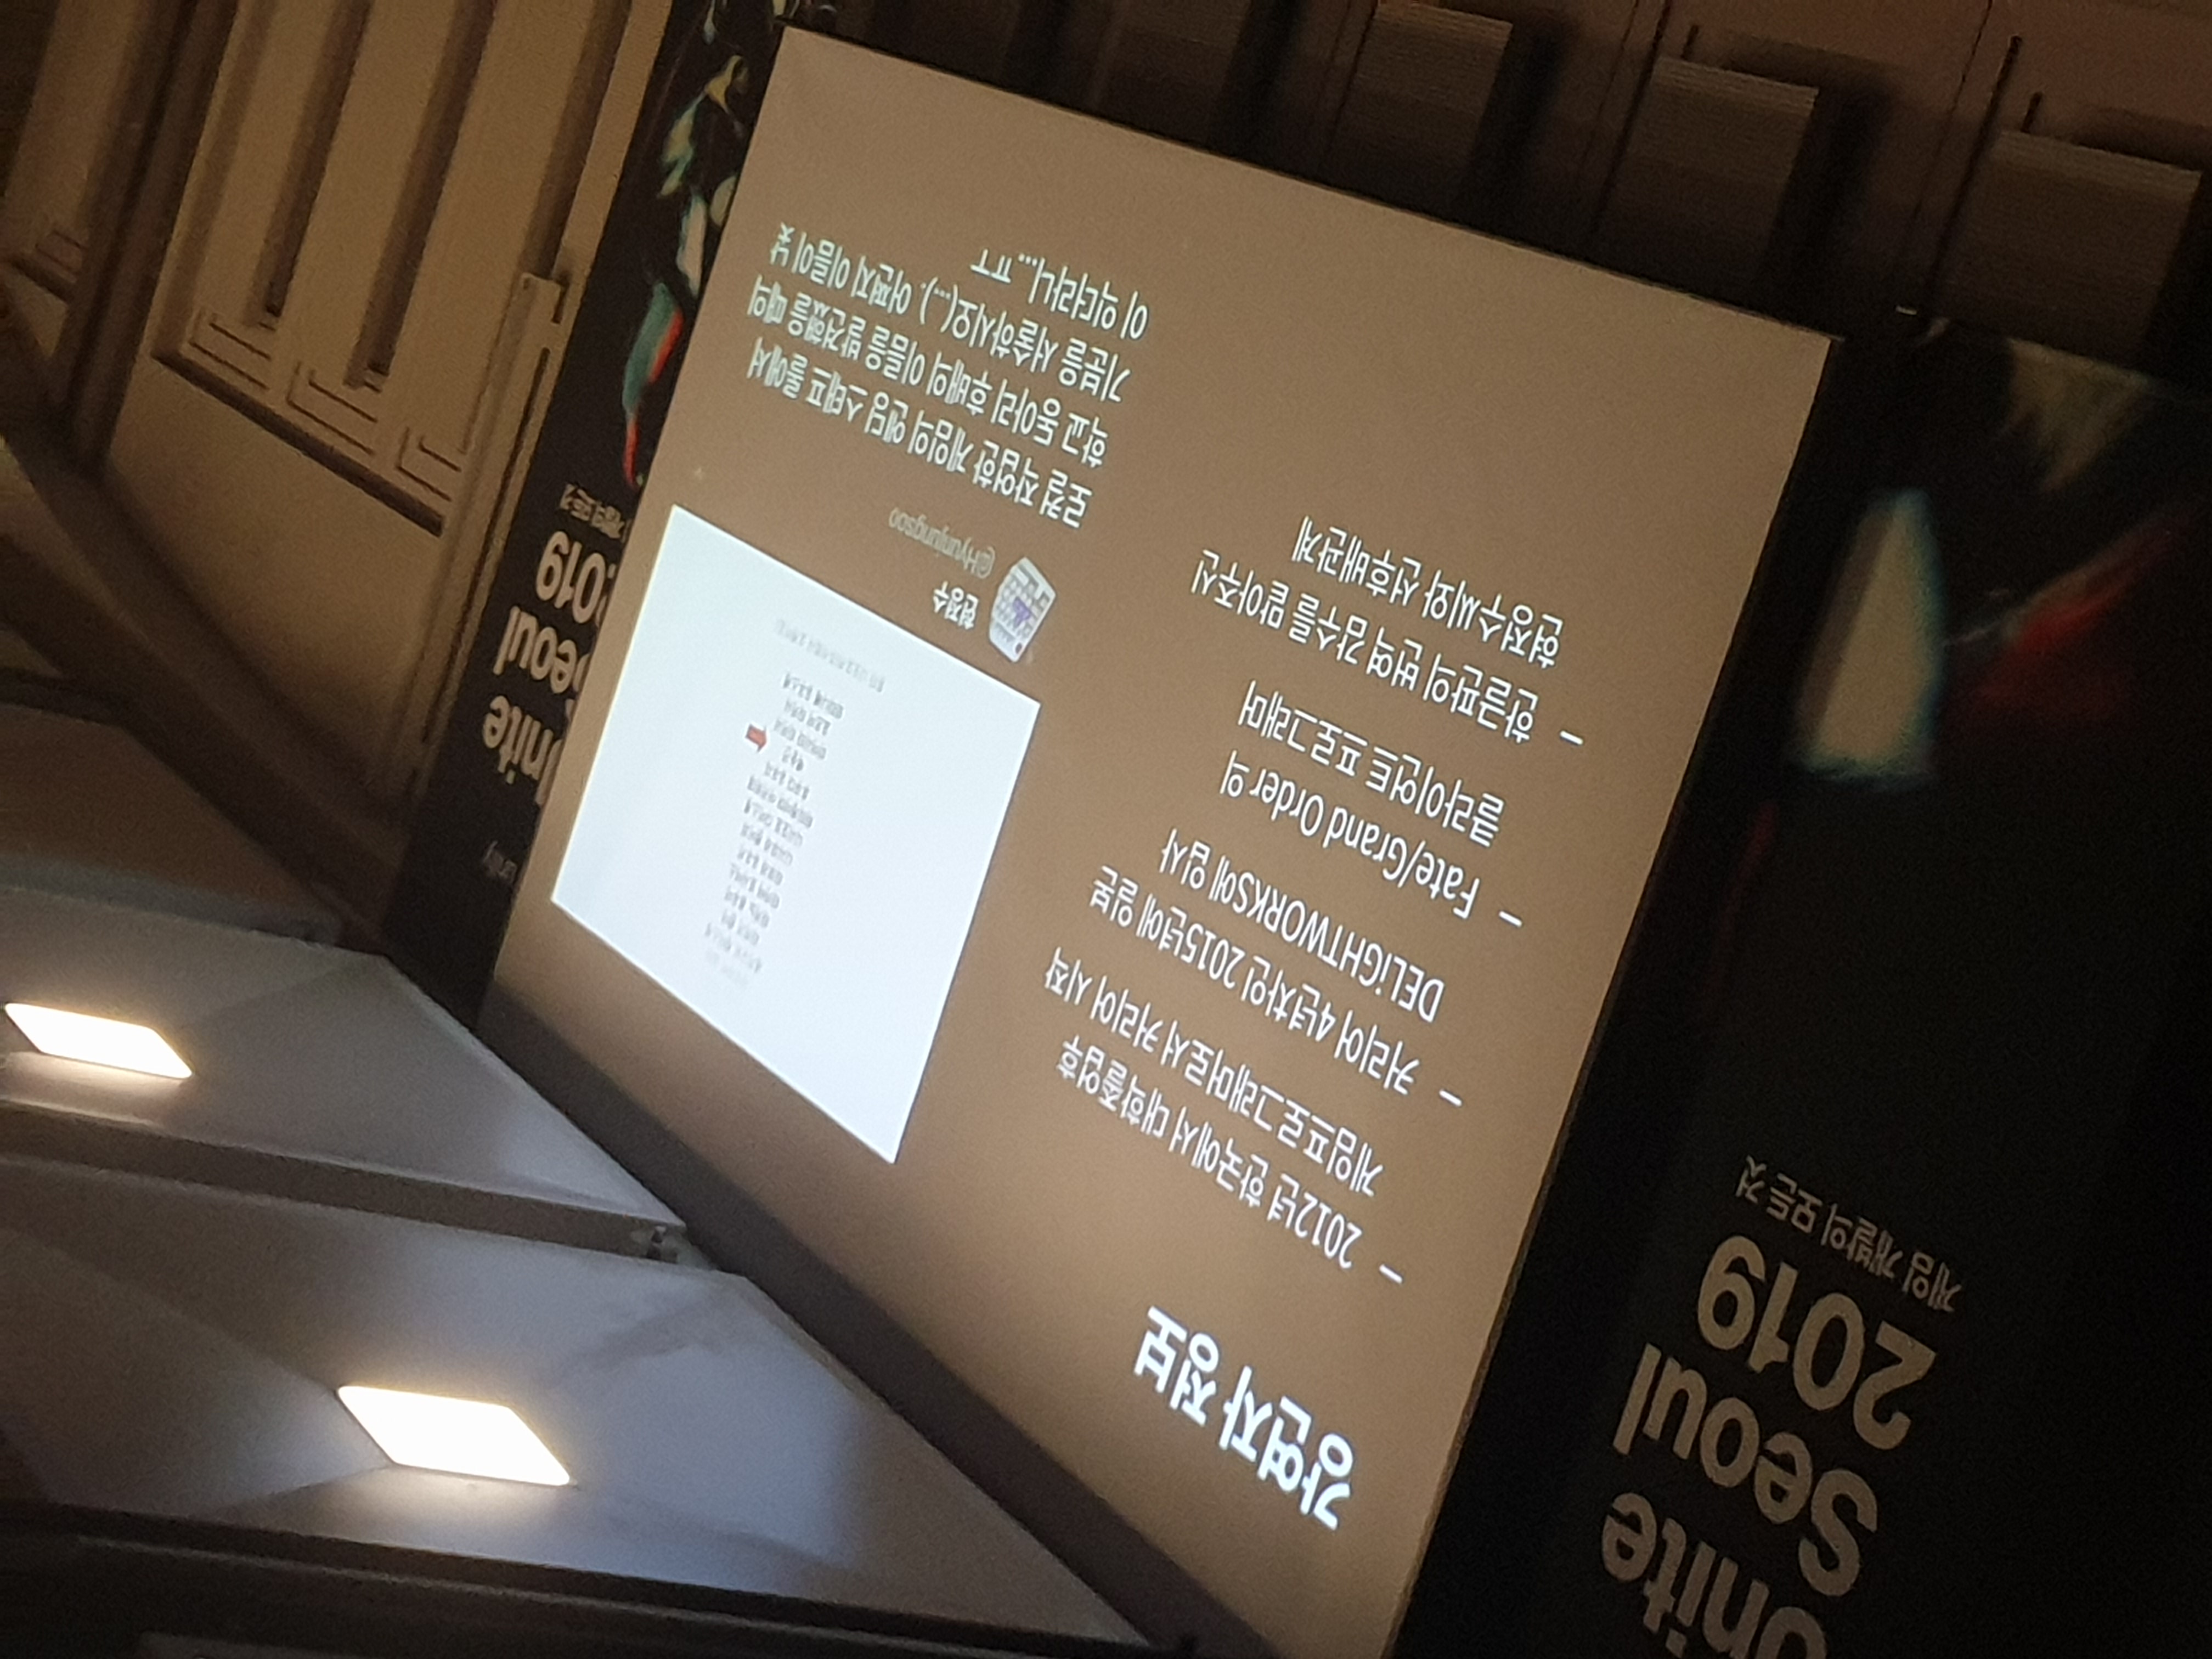 Unite
Seoul
2019
게임 개발의 모든 것
강연자 정보
- 2012년 한국에서 대학졸업후
게임프로그래머로서 커리어 시작
- 커리어 4년차인 2015년에 일본
DELiGHTWORKS에 입사
- Fate/Grand Order 의
클라이언트 프로그래머
- 한글판의 번역 감수를 맡아주신
현정수씨와 선후배관계
현정수
@Hyunjungsoo
로컬 작업한 게임의 엔딩 스태프 롤에서
학교 동아리 후배의 이름을 발견했을 때의
기분을 서술하시오(...). 어쩐지 이름이 낯
이 익더라니...ㅠㅜ
unity
Unite
Seoul
2019
개발의 모든 것